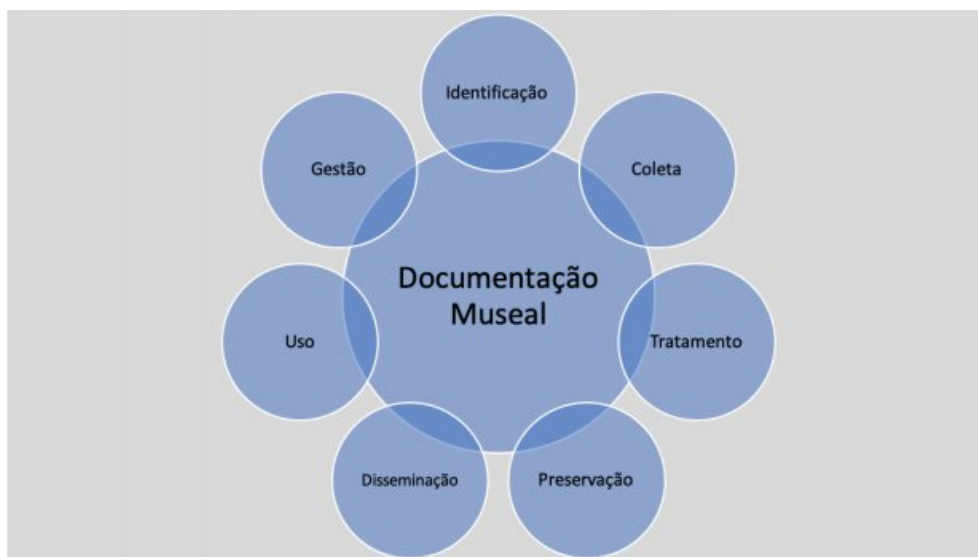 Identificação
Gestão
Coleta
Documentação
Museal
Uso
Tratamento
Disseminação
Preservação